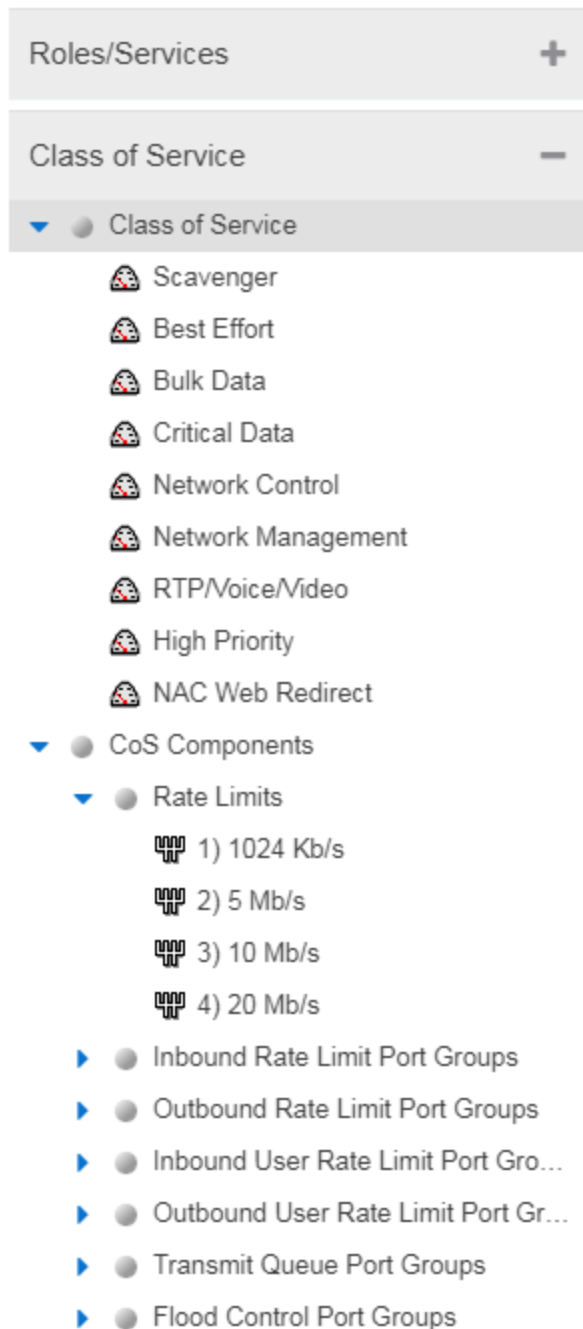 Roles/Services
Class of Service
Class of Service
Scavenger
Best Effort
Bulk Data
Critical Data
Network Control
Network Management
RTP/Voice/Video
High Priority
NAC Web Redirect
CoS Components
Rate Limits
1) 1024 Kb/s
2) 5 Mb/s
3) 10 Mb/s
4) 20 Mb/s
Inbound Rate Limit Port Groups
Outbound Rate Limit Port Groups
Inbound User Rate Limit Port Gro...
Outbound User Rate Limit Port Gr...
Transmit Queue Port Groups
Flood Control Port Groups